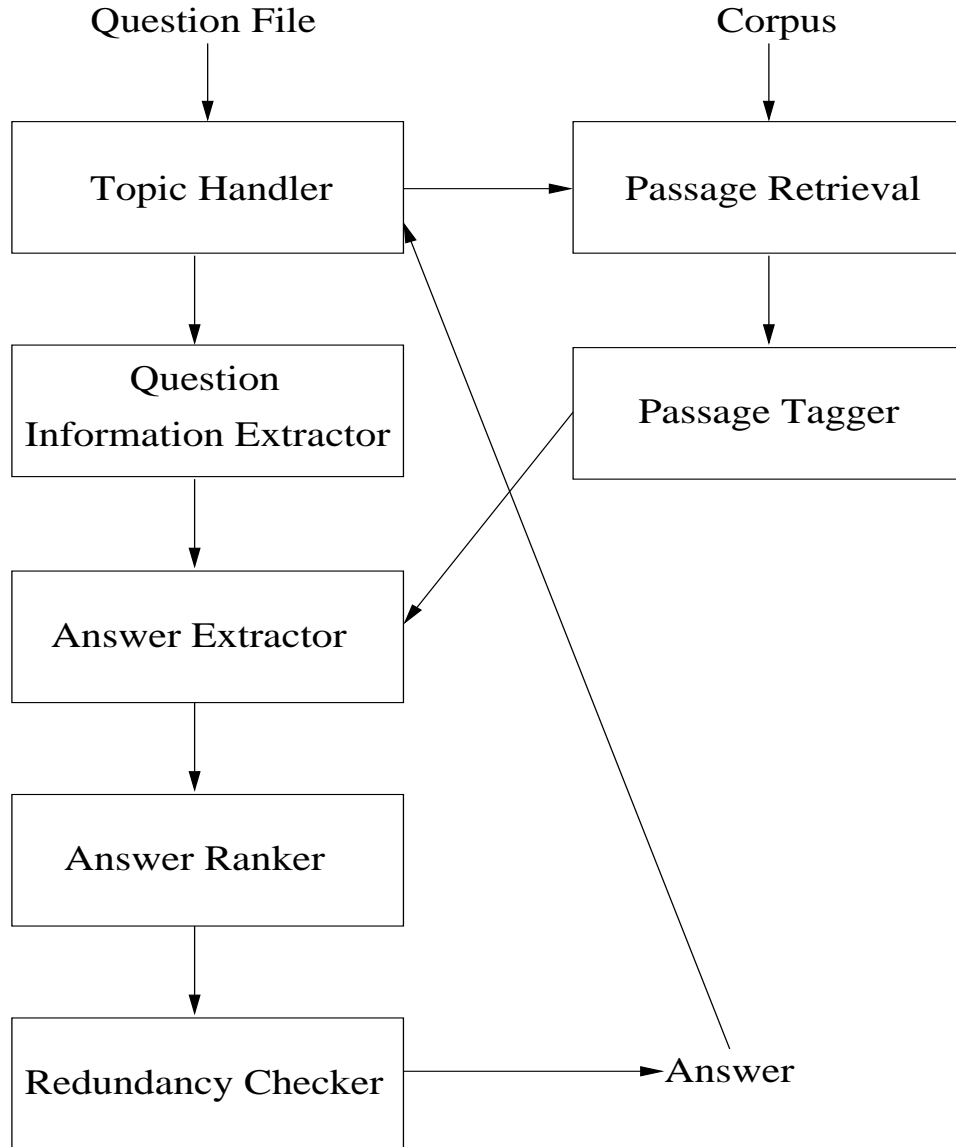 Question File
Corpus
Topic Handler
Passage Retrieval
Question
Information Extractor
Passage Tagger
Answer Extractor
Answer Ranker
Redundancy Checker
Answer